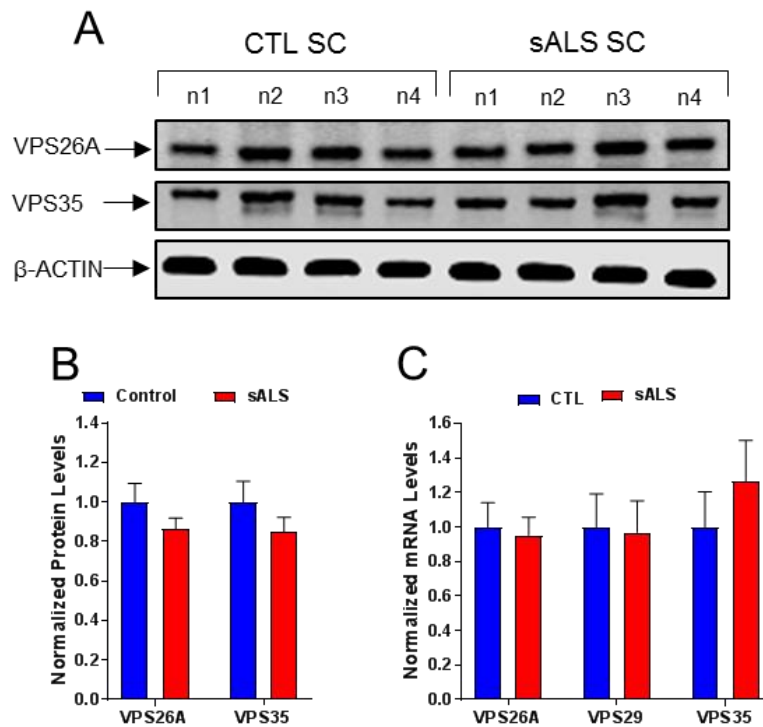 A
CTL SC sALS SC
n1 n2 n3 n4 n1 n2 n3 n4
VPS26A
VPS35
β-ACTIN
B
Control sALS
Normalized Protein Levels
1.4
1.2
1.0
0.8
0.6
0.4
0.2
0.0
VPS26A VPS35
C
CTL sALS
Normalized mRNA Levels
1.6
1.4
1.2
1.0
0.8
0.6
0.4
0.2
0.0
VPS26A VPS29 VPS35